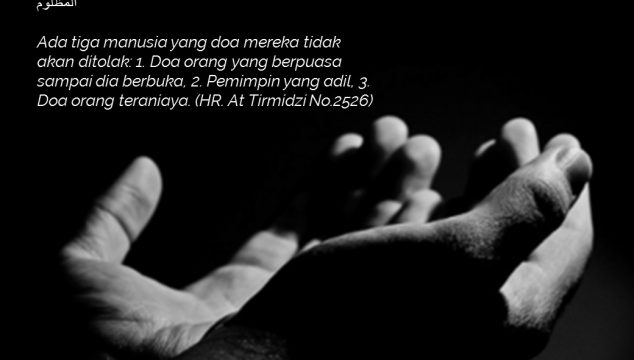 المظلوم
Ada tiga manusia yang doa mereka tidak
akan ditolak: 1. Doa orang yang berpuasa
sampai dia berbuka, 2. Pemimpin yang adil, 3.
Doa orang teraniaya. (HR. At Tirmidzi No.2526)